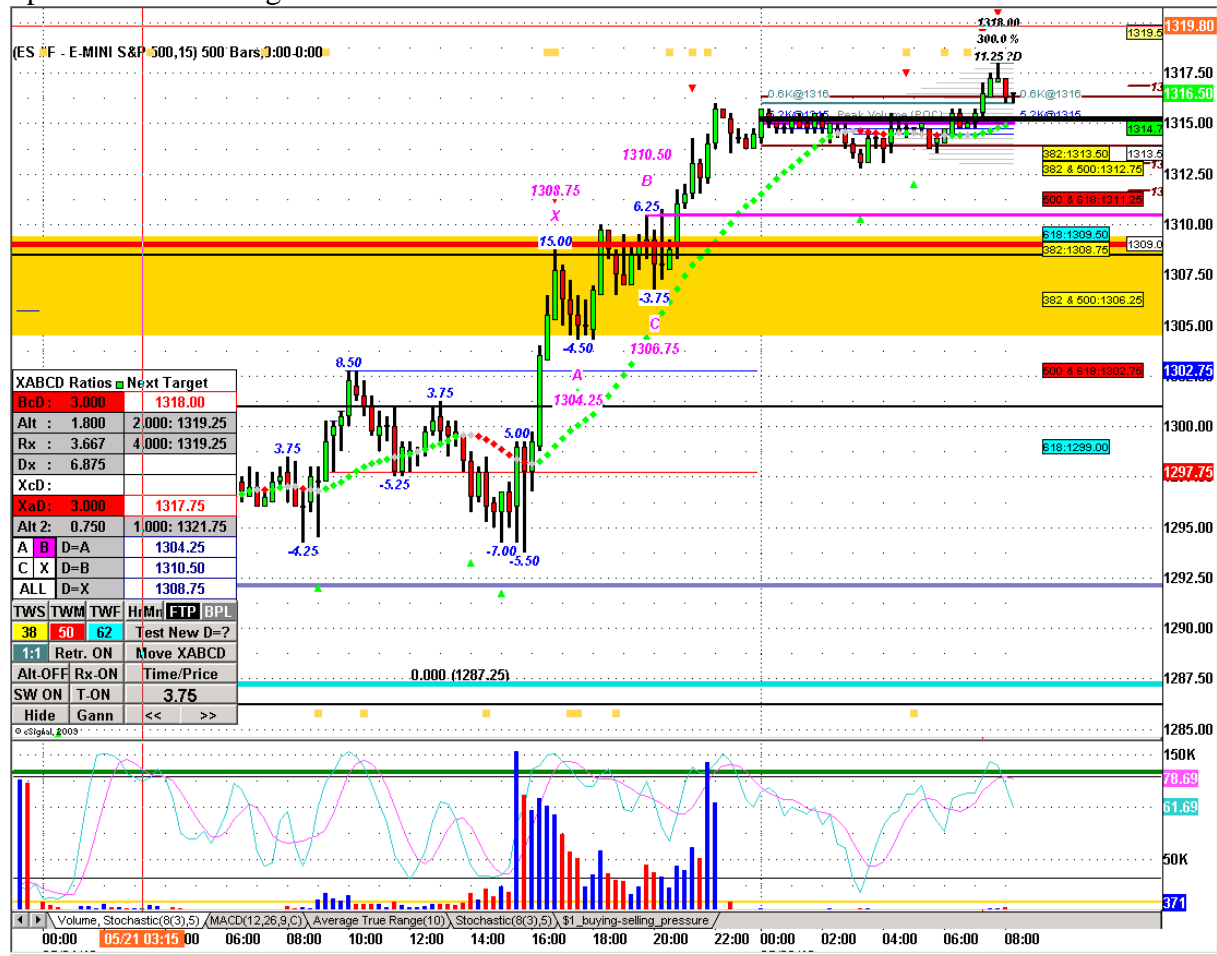 (ES #F - E-MINI S&P 500,15) 500 Bars,0:00-0:00
1318.00
300.0 %
11.25 ?D
1319.5
1319.80
1317.50
1316.50
1315.00
1314.7
1312.50
1310.00
1307.50
1305.00
1302.75
1300.00
1297.75
1295.00
1292.50
1290.00
1287.50
1285.00
0.6K@1316
0.6K@1316
Peak Volume (POC)
5.2K@1315
382:1313.50
1313.5
382 & 500:1312.75
500 & 618:1311.25
618:1309.50
1309.0
382:1308.75
382 & 500:1306.25
500 & 618:1302.75
618:1299.00
1310.50
B
6.25
1308.75
X
15.00
-3.75
C
1306.75
-4.50
A
1304.25
8.50
3.75
5.00
3.75
-5.25
-4.25
-7.00
-5.50
0.000 (1287.25)
XABCD Ratios Next Target
BcD: 3.000 1318.00
Alt : 1.800 2.000: 1319.25
Rx : 3.667 4.000: 1319.25
Dx : 6.875
XcD:
XaD: 3.000 1317.75
Alt 2: 0.750 1.000: 1321.75
A B D=A 1304.25
C X D=B 1310.50
ALL D=X 1308.75
TWS TWM TWF HrMn FTP BPL
38 50 62 Test New D=?
1:1 Retr. ON Move XABCD
Alt-OFF Rx-ON Time/Price
SW ON T-ON 3.75
Hide Gann << >>
© eSignal, 2009
150K
78.69
61.69
50K
371
Volume, Stochastic(8(3),5) MACD(12,26,9,C) Average True Range(10) Stochastic(8(3),5) $1_buying-selling_pressure
00:00 05/21 03:15 :00 06:00 08:00 10:00 12:00 14:00 16:00 18:00 20:00 22:00 00:00 02:00 04:00 06:00 08:00